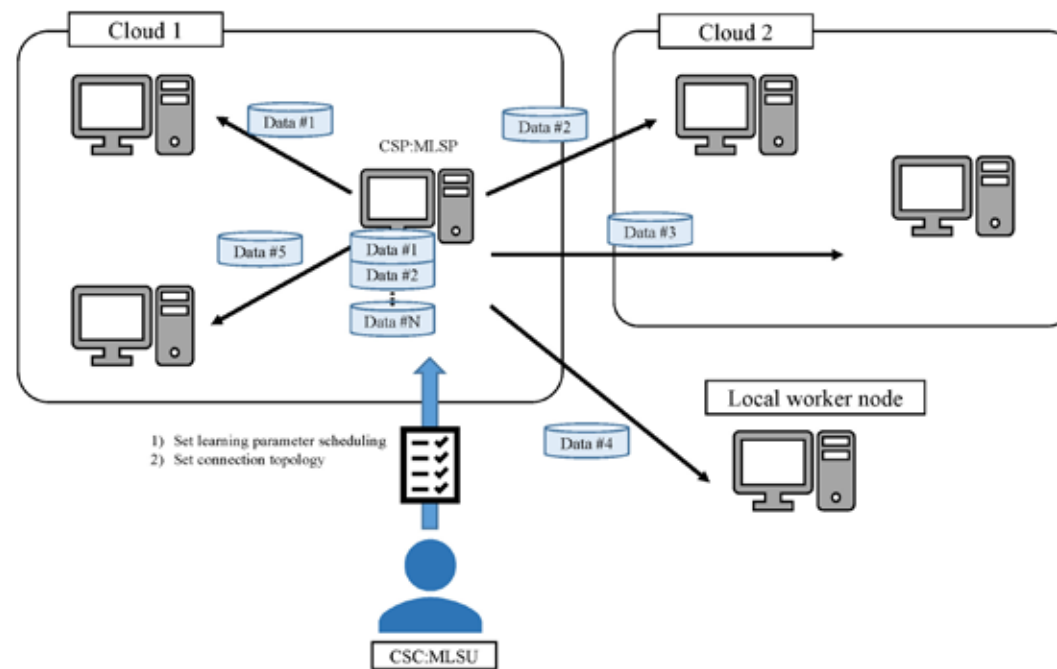 Cloud 1
Cloud 2
Data #1
Data #2
CSP:MLSP
Data #3
Data #5
Data #1
Data #2
Data #N
Local worker node
1) Set learning parameter scheduling
2) Set connection topology
Data #4
CSC:MLSU